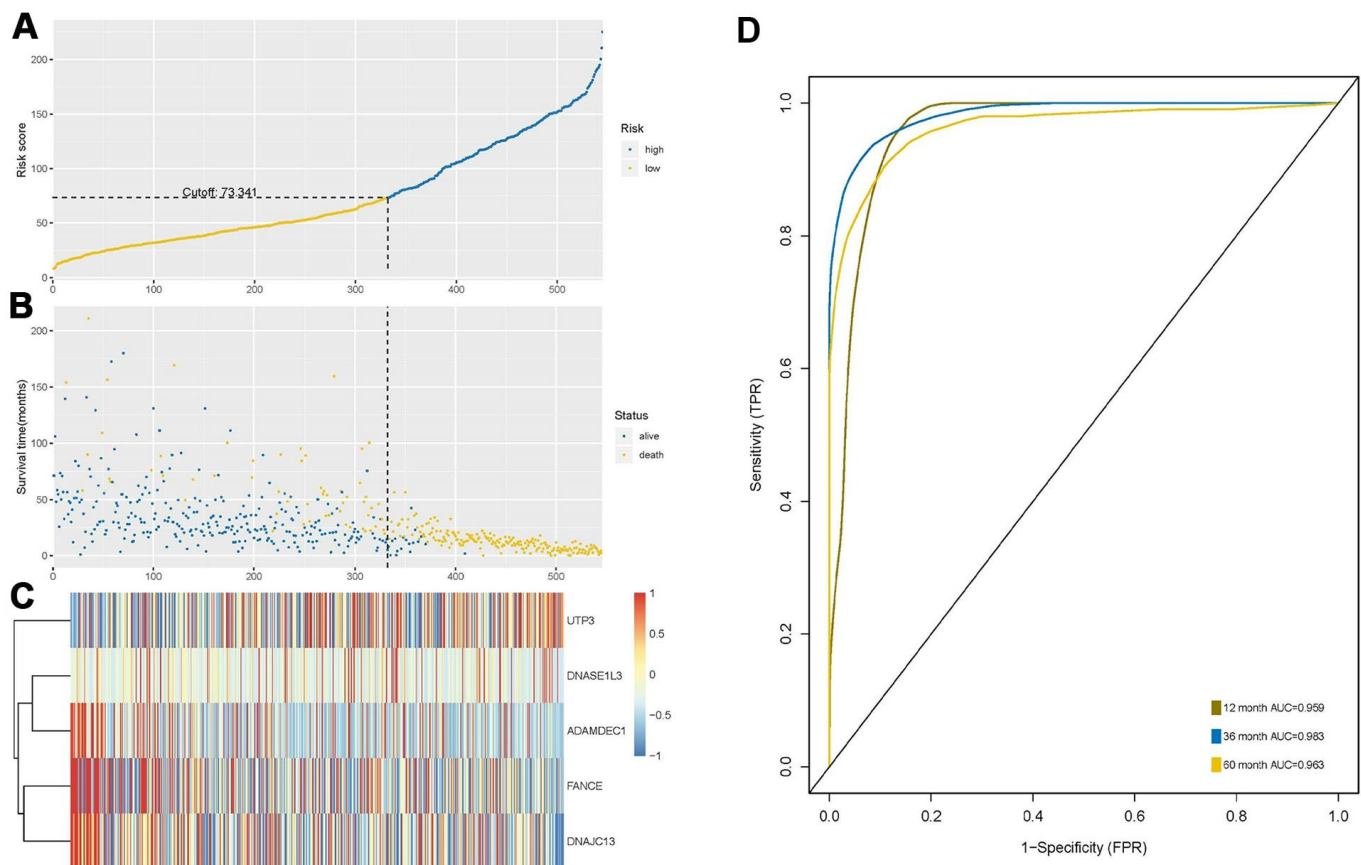 A
Risk score
200
150
100
50
0
Cutoff: 73.341
0 100 200 300 400 500
Risk
high
low
B
Survival time(months)
200
150
100
50
0
0 100 200 300 400 500
Status
alive
death
C
UTP3
DNASE1L3
ADAMDEC1
FANCE
DNAJC13
1
0.5
0
−0.5
−1
D
Sensitivity (TPR)
1.0
0.8
0.6
0.4
0.2
0.0
12 month AUC=0.959
36 month AUC=0.983
60 month AUC=0.963
0.0 0.2 0.4 0.6 0.8 1.0
1−Specificity (FPR)